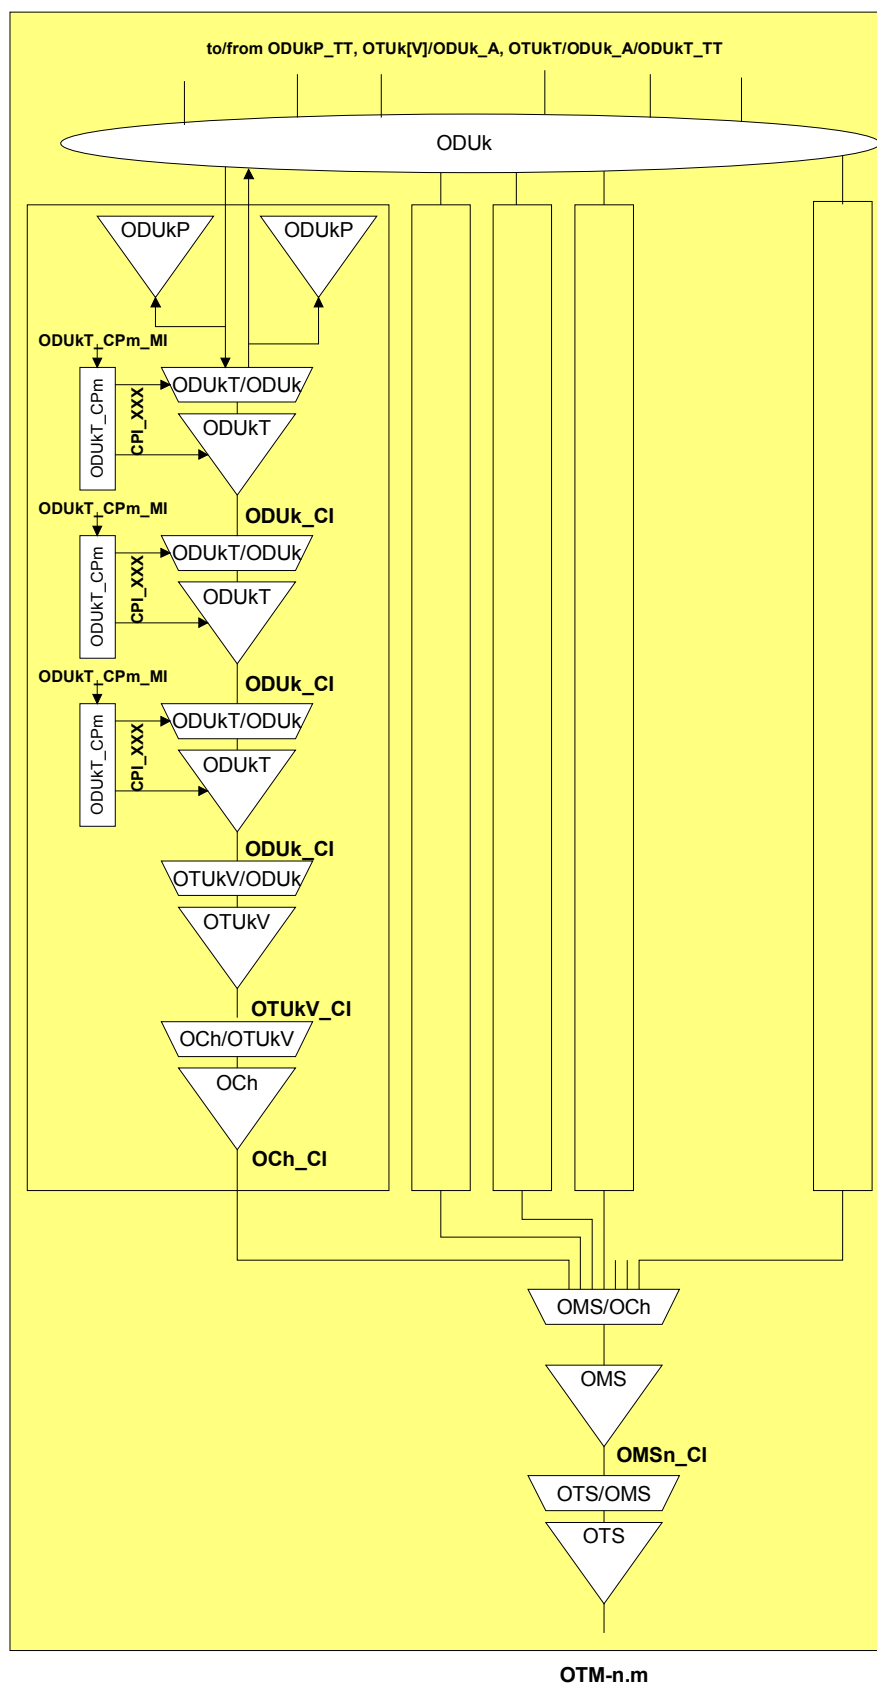 to/from ODUkP_TT, OTUk[V]/ODUk_A, OTUkT/ODUk_A/ODUkT_TT
ODUk
ODUkP
ODUkP
ODUkT_CPm_MI
ODUkT_CPm
CPI_XXX
ODUkT/ODUk
ODUkT
ODUk_CI
ODUkT_CPm_MI
ODUkT_CPm
CPI_XXX
ODUkT/ODUk
ODUkT
ODUk_CI
ODUkT_CPm_MI
ODUkT_CPm
CPI_XXX
ODUkT/ODUk
ODUkT
ODUk_CI
OTUkV/ODUk
OTUkV
OTUkV_CI
OCh/OTUkV
OCh
OCh_CI
OMS/OCh
OMS
OMSn_CI
OTS/OMS
OTS
OTM-n.m